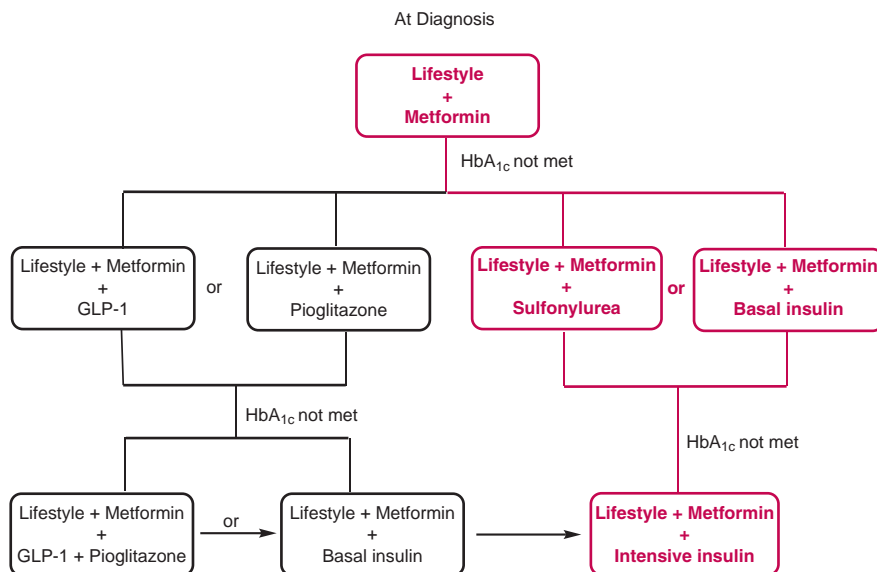 At Diagnosis
Lifestyle
+
Metformin
HbA1c not met
Lifestyle + Metformin
+
GLP-1
or
Lifestyle + Metformin
+
Pioglitazone
Lifestyle + Metformin
+
Sulfonylurea
or
Lifestyle + Metformin
+
Basal insulin
HbA1c not met
HbA1c not met
Lifestyle + Metformin
+
GLP-1 + Pioglitazone
or
Lifestyle + Metformin
+
Basal insulin
Lifestyle + Metformin
+
Intensive insulin